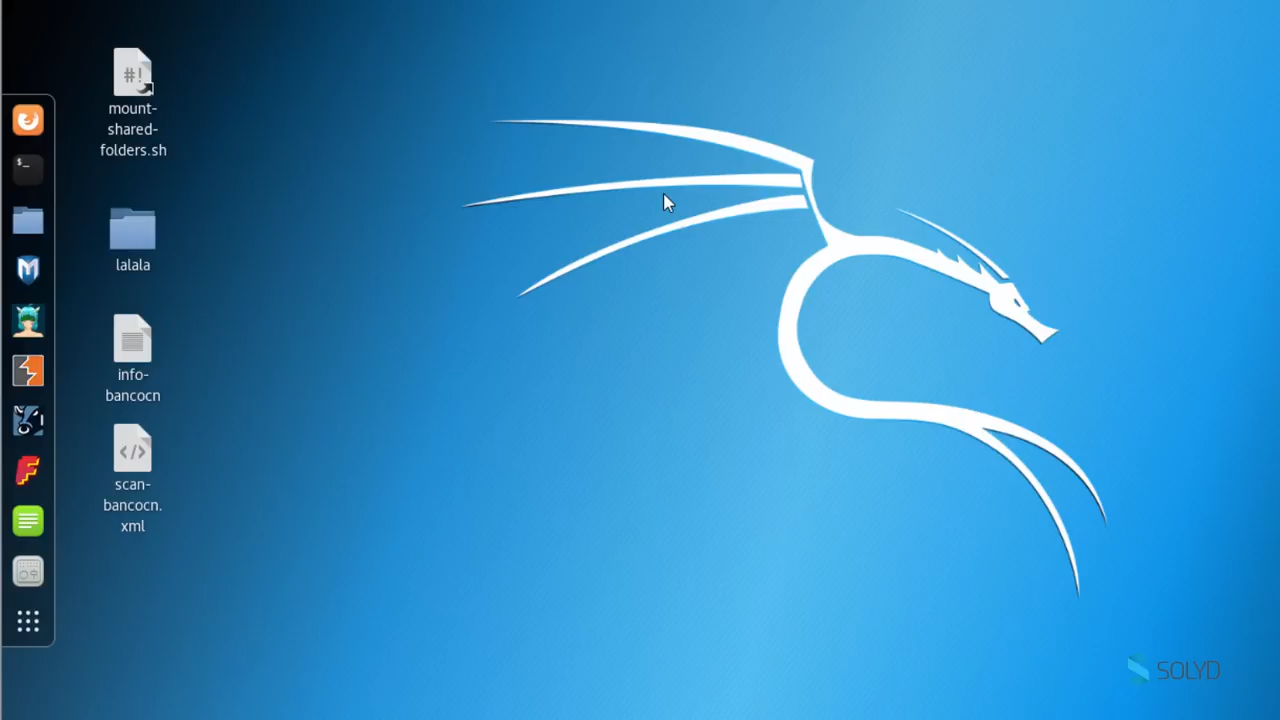 #!
mount-
shared-
folders.sh
$_
lalala
info-
bancocn
</>
scan-
bancocn.
xml
SOLYD